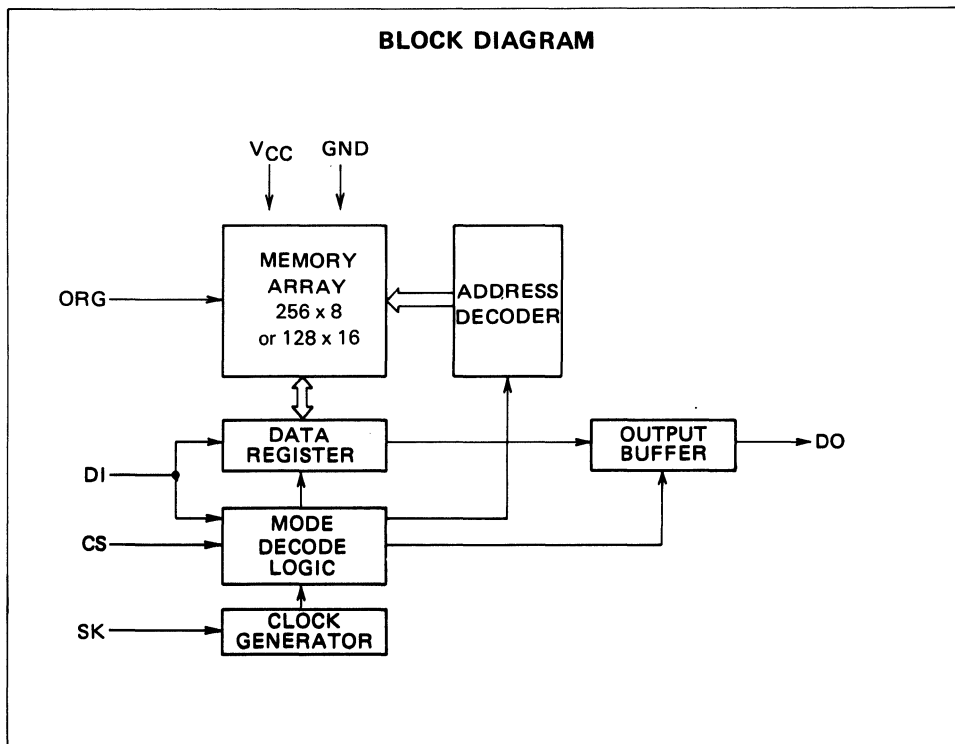 BLOCK DIAGRAM
VCC GND
MEMORY
ARRAY
256 x 8
or 128 x 16
ADDRESS
DECODER
ORG
DATA
REGISTER
OUTPUT
BUFFER
DO
DI
MODE
DECODE
LOGIC
CS
CLOCK
GENERATOR
SK